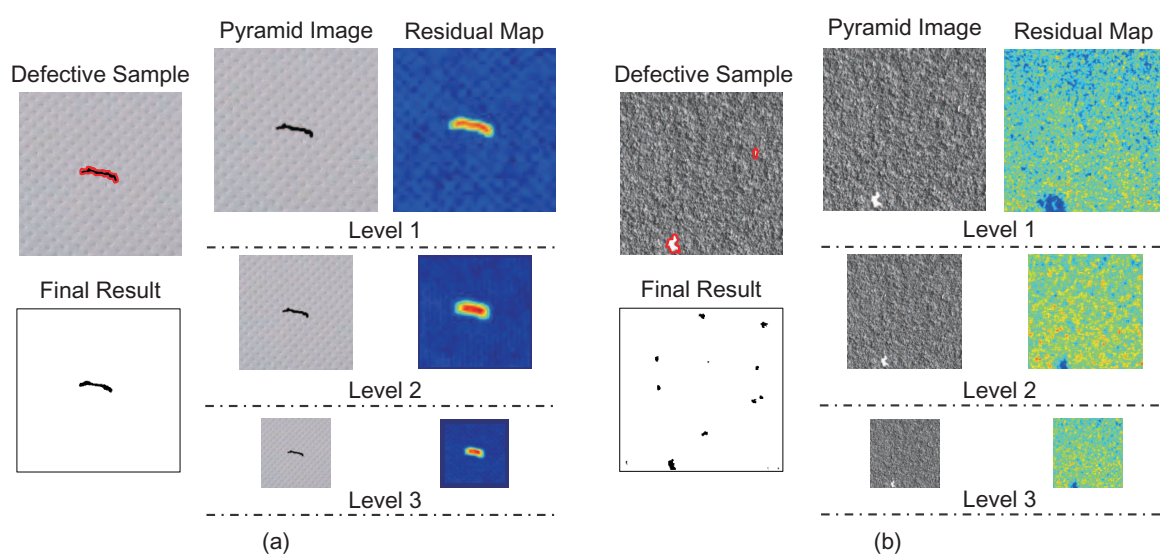 Pyramid Image
Residual Map
Defective Sample
Level 1
Final Result
Level 2
Level 3
(a)
Pyramid Image
Residual Map
Defective Sample
Level 1
Final Result
Level 2
Level 3
(b)